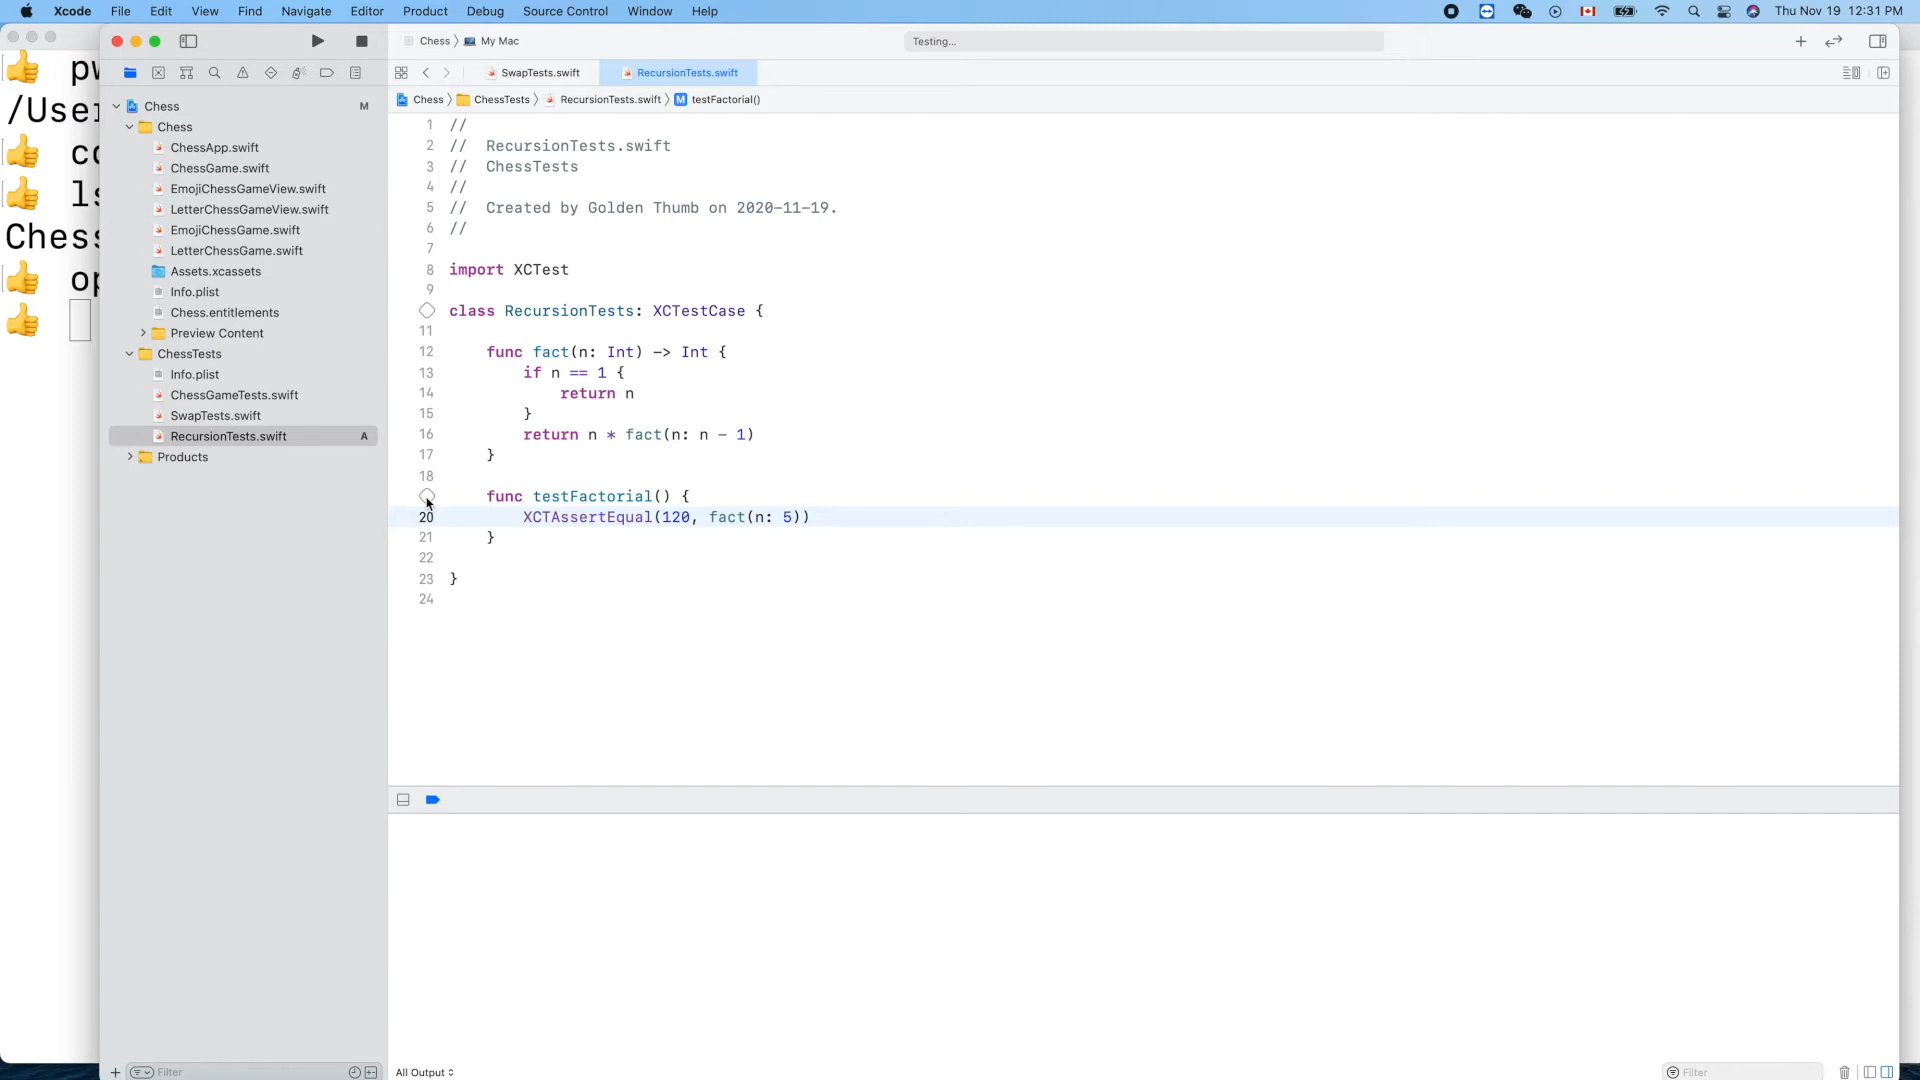 Xcode File Edit View Find Navigate Editor Product Debug Source Control Window Help Thu Nov 19 12:31 PM
Chess My Mac Testing...
SwapTests.swift RecursionTests.swift
Chess ChessTests RecursionTests.swift M testFactorial()
/User
Chess
Chess M
Chess
ChessApp.swift
ChessGame.swift
EmojiChessGameView.swift
LetterChessGameView.swift
EmojiChessGame.swift
LetterChessGame.swift
Assets.xcassets
Info.plist
Chess.entitlements
Preview Content
ChessTests
Info.plist
ChessGameTests.swift
SwapTests.swift
RecursionTests.swift A
Products
Filter
1 //
2 // RecursionTests.swift
3 // ChessTests
4 //
5 // Created by Golden Thumb on 2020-11-19.
6 //
7
8 import XCTest
9
class RecursionTests: XCTestCase {
11
12 func fact(n: Int) -> Int {
13 if n == 1 {
14 return n
15 }
16 return n * fact(n: n - 1)
17 }
18
func testFactorial() {
20 XCTAssertEqual(120, fact(n: 5))
21 }
22
23 }
24
All Output Filter